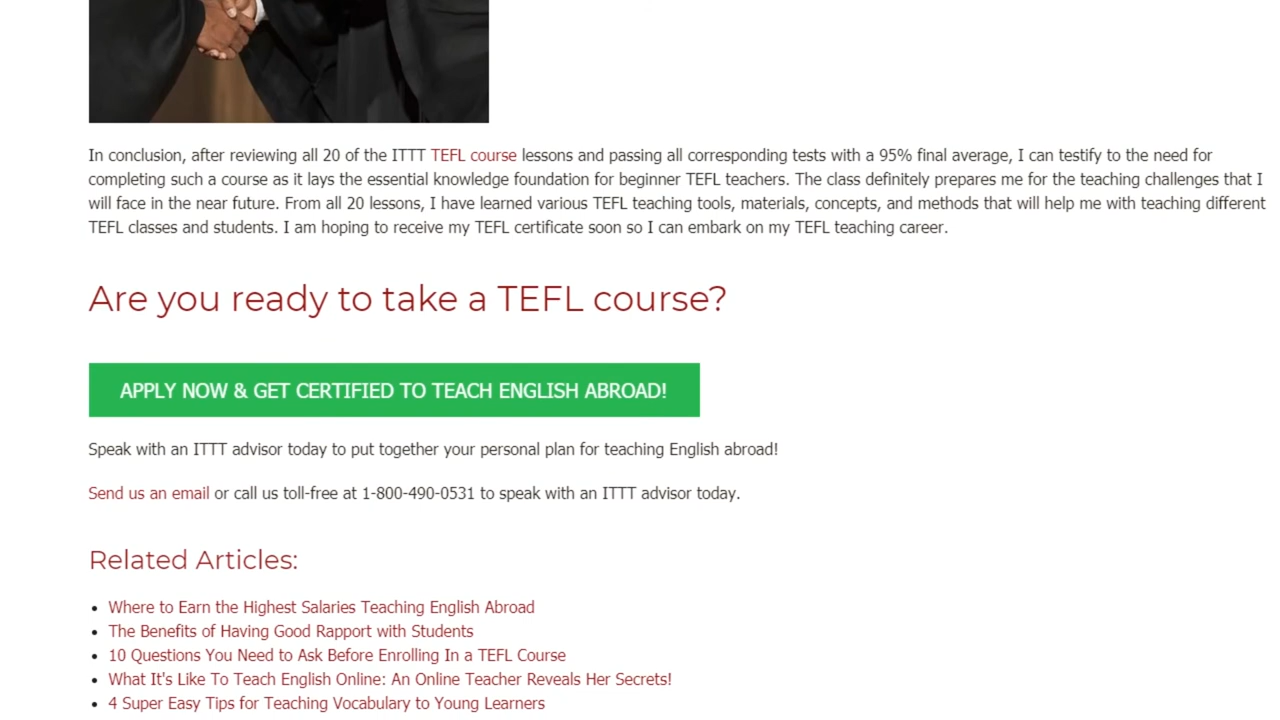 In conclusion, after reviewing all 20 of the ITTT TEFL course lessons and passing all corresponding tests with a 95% final average, I can testify to the need for
completing such a course as it lays the essential knowledge foundation for beginner TEFL teachers. The class definitely prepares me for the teaching challenges that I
will face in the near future. From all 20 lessons, I have learned various TEFL teaching tools, materials, concepts, and methods that will help me with teaching different
TEFL classes and students. I am hoping to receive my TEFL certificate soon so I can embark on my TEFL teaching career.
Are you ready to take a TEFL course?
APPLY NOW & GET CERTIFIED TO TEACH ENGLISH ABROAD!
Speak with an ITTT advisor today to put together your personal plan for teaching English abroad!
Send us an email or call us toll-free at 1-800-490-0531 to speak with an ITTT advisor today.
Related Articles:
• Where to Earn the Highest Salaries Teaching English Abroad
• The Benefits of Having Good Rapport with Students
• 10 Questions You Need to Ask Before Enrolling In a TEFL Course
• What It's Like To Teach English Online: An Online Teacher Reveals Her Secrets!
• 4 Super Easy Tips for Teaching Vocabulary to Young Learners